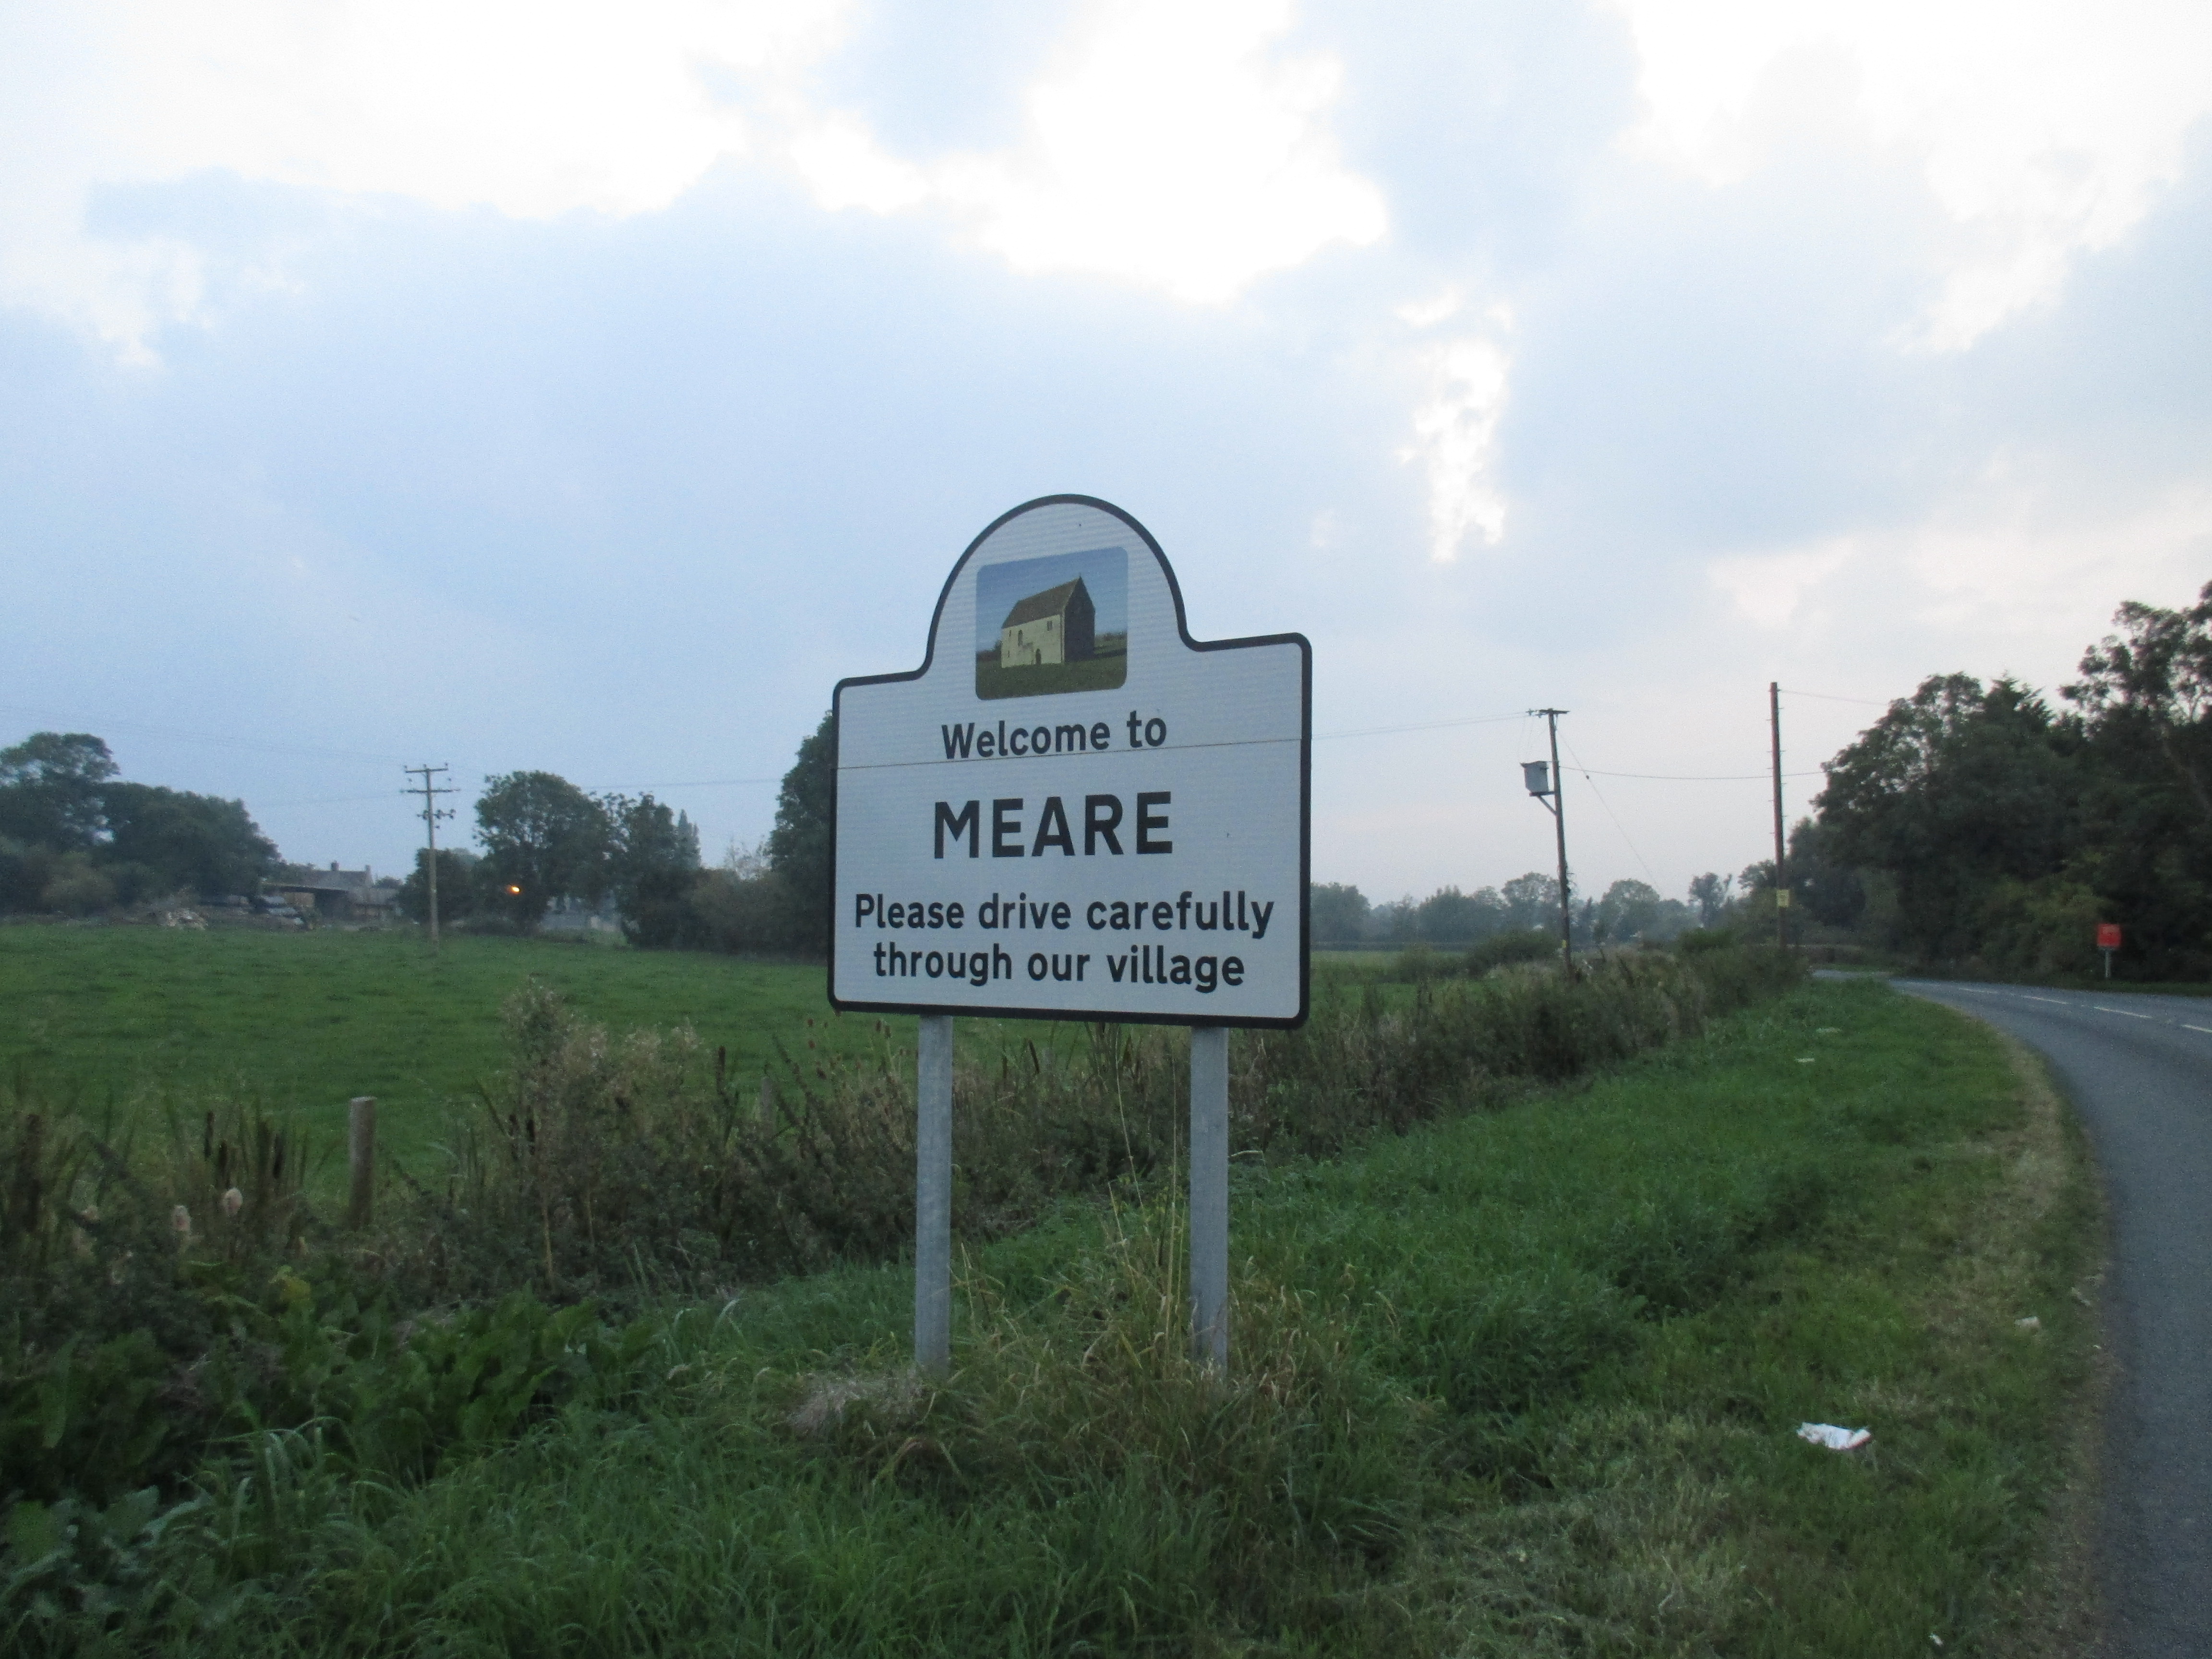 Welcome to
MEARE
Please drive carefully
through our village